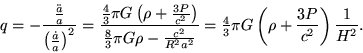 q = -\frac{\frac{\ddot{a}}{a}}{\left(\frac{\dot{a}}{a}\right)^2} = \frac{\frac{4}{3}\pi G\left(\rho + \frac{3P}{c^2}\right)}{\frac{8}{3}\pi G\rho - \frac{c^2}{R^2 a^2}} = \frac{4}{3}\pi G\left(\rho + \frac{3P}{c^2}\right)\frac{1}{H^2}.